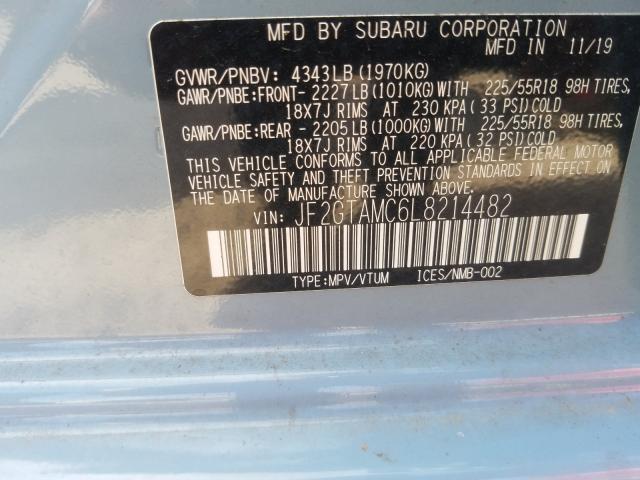 MFD BY SUBARU CORPORATION
MFD IN 11/19
GVWR/PNBV: 4343LB (1970KG)
GAWR/PNBE:FRONT- 2227 LB (1010KG) WITH 225/55R18 98H TIRES,
18X7J RIMS AT 230 KPA (33 PSI) COLD
GAWR/PNBE:REAR - 2205 LB (1000KG) WITH 225/55R18 98H TIRES,
18X7J RIMS AT 220 KPA (32 PSI) COLD
THIS VEHICLE CONFORMS TO ALL APPLICABLE FEDERAL MOTOR
VEHICLE SAFETY AND THEFT PREVENTION STANDARDS IN EFFECT ON
THE DATE OF MANUFACTURE SHOWN ABOVE.
VIN: JF2GTAMC6L8214482
TYPE:MPV/VTUM ICES/NMB-002